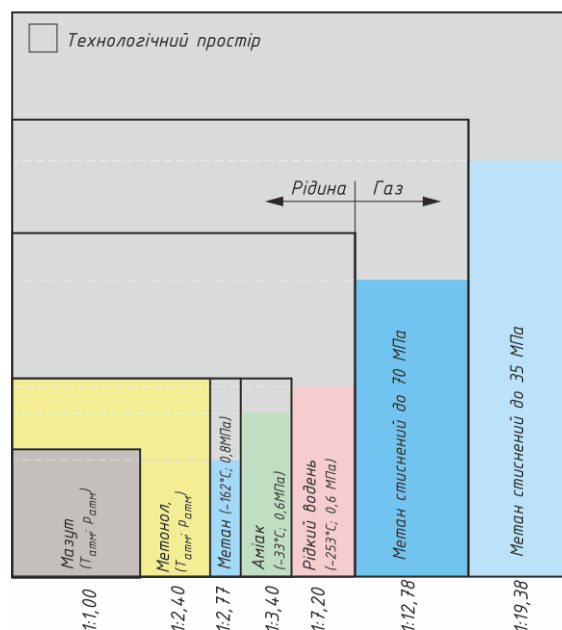 Технологічний простір
Рідина
Газ
Мазут
(Tатм; Pатм)
Метонол,
(Tатм; Pатм)
Метан (-162°С; 0,8МПа)
Аміак
(-33°С; 0,6МПа)
Рідкий водень
(-253°С; 0,6 МПа)
Метан стиснений до 70 МПа
Метан стиснений до 35 МПа
1:1,00
1:2,40
1:2,77
1:3,40
1:7,20
1:12,78
1:19,38